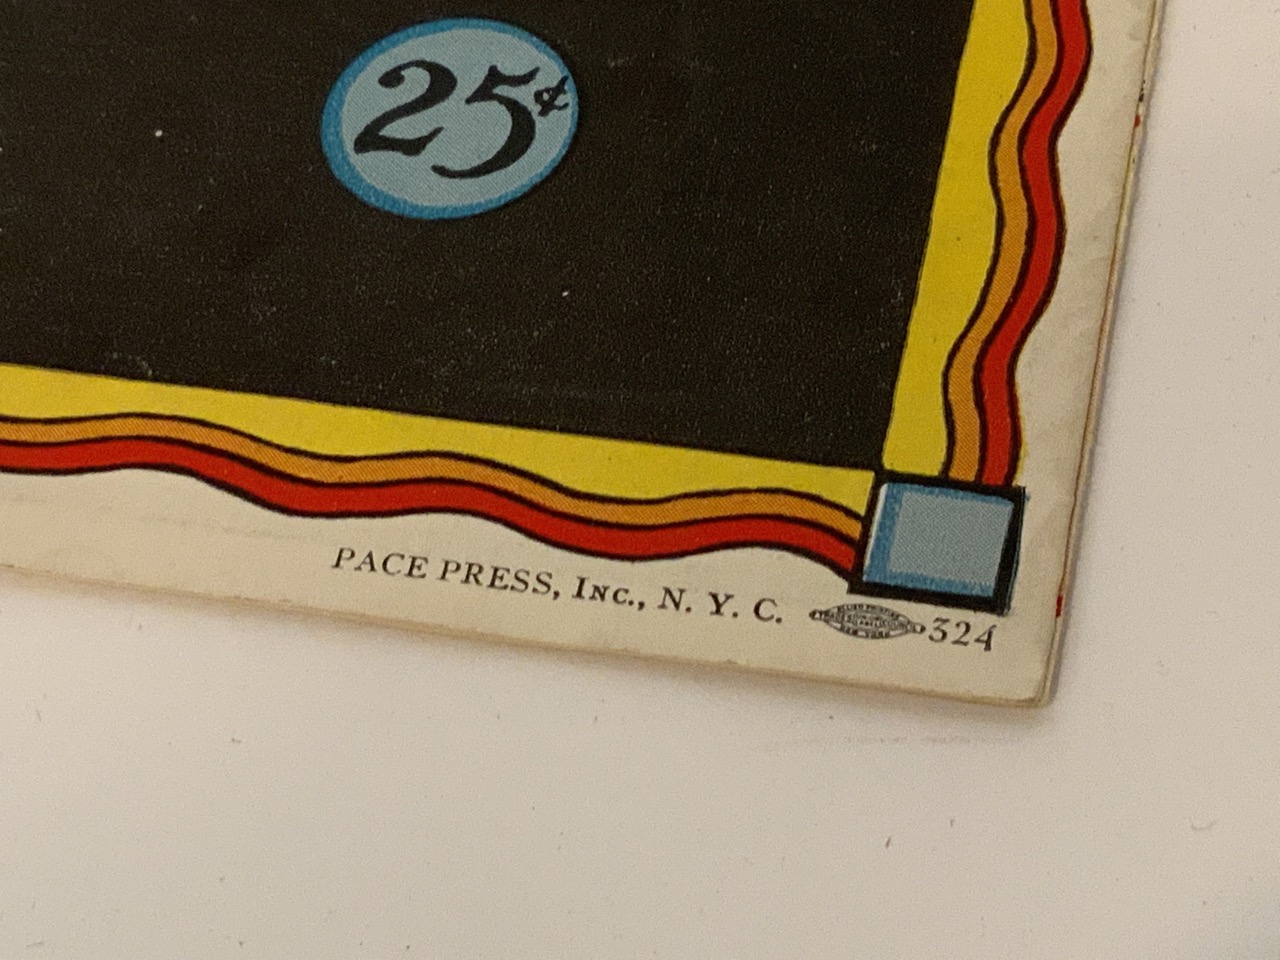 25¢
PACE PRESS, INC., N. Y. C. 324